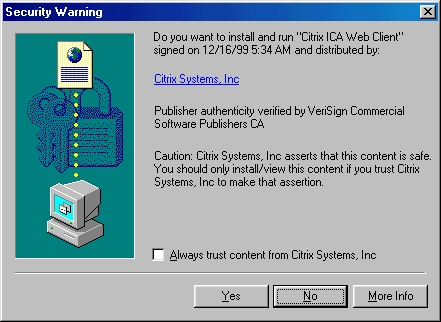 Security Warning
Do you want to install and run "Citrix ICA Web Client"
signed on 12/16/99 5:34 AM and distributed by:
Citrix Systems, Inc
Publisher authenticity verified by VeriSign Commercial
Software Publishers CA
Caution: Citrix Systems, Inc asserts that this content is safe.
You should only install/view this content if you trust Citrix
Systems, Inc to make that assertion.
Always trust content from Citrix Systems, Inc
Yes
No
More Info